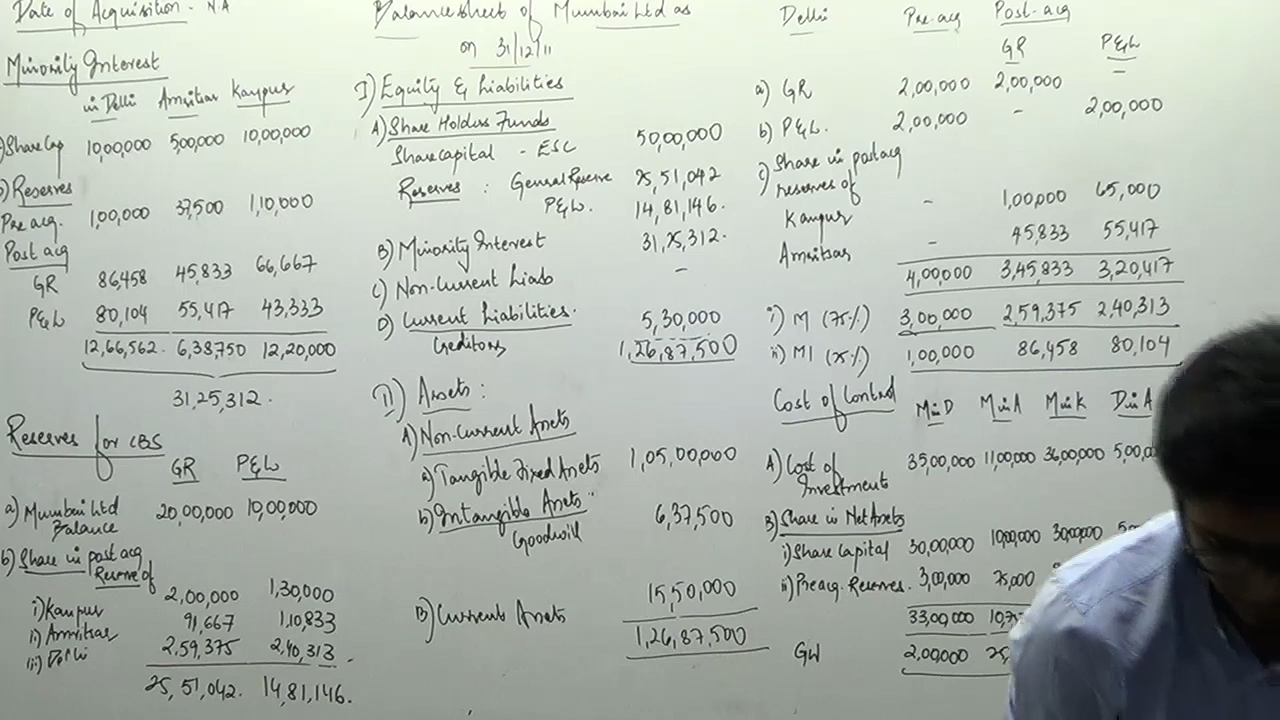 Date of Acquisition - N.A
Minority Interest
in Delhi Amritsar Kanpur
a) Share Cap 10,00,000 5,00,000 10,00,000
b) Reserves
Pre acq. 1,00,000 37,500 1,10,000
Post acq
GR 86,458 45,833 66,667
P&L 80,104 55,417 43,333
12,66,562 6,38,750 12,20,000
31,25,312.
Reserves for CBS
GR P&L
a) Mumbai Ltd Balance 20,00,000 10,00,000
b) Share in post acq
Reserve of
i) Kanpur 2,00,000 1,30,000
ii) Amritsar 91,667 1,10,833
iii) Delhi 2,59,375 2,40,313
25,51,042. 14,81,146.
Balance sheet of Mumbai Ltd as
on 31/12/11
I) Equity & Liabilities
A) Share Holders Funds
Share capital - ESC 50,00,000
Reserves : General Reserve 25,51,042
P&L. 14,81,146.
B) Minority Interest 31,25,312.
C) Non-Current Liab -
D) Current Liabilities.
Creditors 5,30,000
1,26,87,500
II) Assets :
A) Non-Current Assets
a) Tangible Fixed Assets 1,05,00,000
b) Intangible Assets :
Goodwill 6,37,500
B) Current Assets 15,50,000
1,26,87,500
Delhi Pre-acq Post-acq
GR P&L
a) GR 2,00,000 2,00,000 -
b) P&L. 2,00,000 - 2,00,000
c) Share in post acq
reserves of
Kanpur - 1,00,000 65,000
Amritsar - 45,833 55,417
4,00,000 3,45,833 3,20,417
i) M (75%) 3,00,000 2,59,375 2,40,313
ii) MI (25%) 1,00,000 86,458 80,104
Cost of Control M in D M in A M in K D in A
A) Cost of
Investments 35,00,000 11,00,000 36,00,000 5,00,00
B) Share in Net Assets
i) Share Capital 30,00,000 10,00,000 30,00,000
ii) Preacq. Reserves. 3,00,000 75,000
33,00,000 10,7
GW 2,00,000 25,